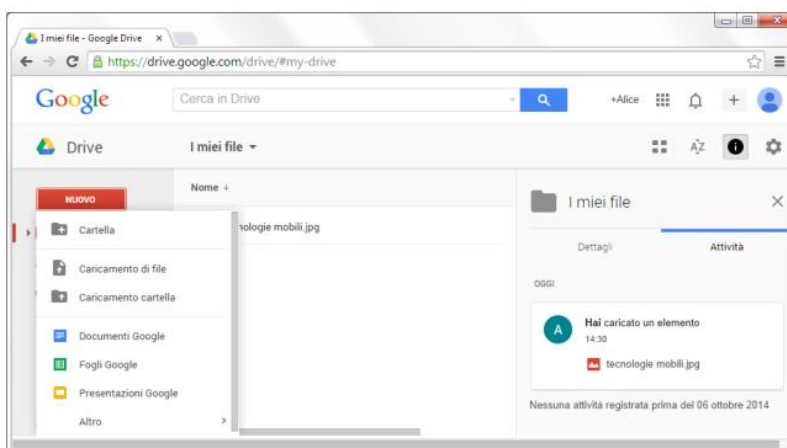 I miei file - Google Drive
https://drive.google.com/drive/#my-drive
Google
Cerca in Drive
+Alice
Drive
I miei file
AZ
Nome
NUOVO
I miei file
Cartella
nologie mobili.jpg
Dettagli
Attività
Caricamento di file
OGGI
Caricamento cartella
Hai caricato un elemento
A
14:30
Documenti Google
Fogli Google
tecnologie mobili.jpg
Presentazioni Google
Nessuna attività registrata prima del 06 ottobre 2014
Altro